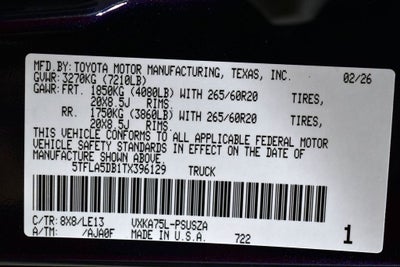 MFD.BY: TOYOTA MOTOR MANUFACTURING, TEXAS, INC. 02/26
GVWR: 3270KG (7210LB)
GAWR: FRT. 1850KG (4080LB) WITH 265/60R20 TIRES,
20X8.5J RIMS.
RR. 1750KG (3860LB) WITH 265/60R20 TIRES,
20X8.5J RIMS.
THIS VEHICLE CONFORMS TO ALL APPLICABLE FEDERAL MOTOR
VEHICLE SAFETY STANDARDS IN EFFECT ON THE DATE OF
MANUFACTURE SHOWN ABOVE.
5TFLA5DB1TX396129 TRUCK
C/TR: 8X8/LE13 VXKA75L-PSUSZA
A/TM: /AJA0F MADE IN U.S.A. 722 1